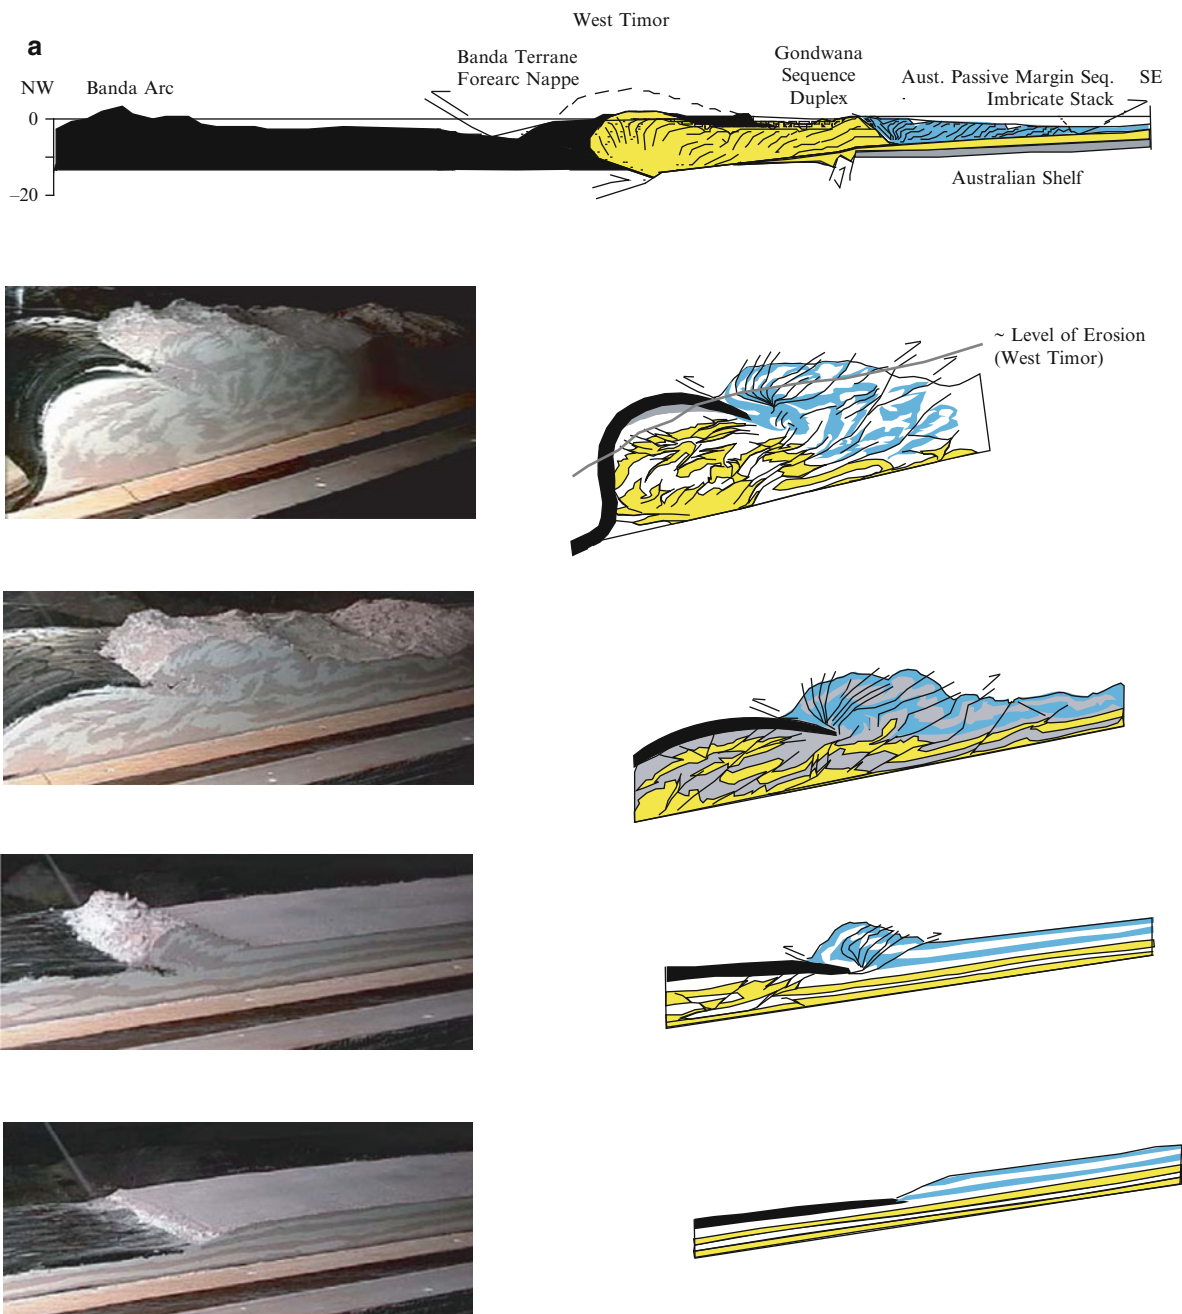 West Timor
a
NW
Banda Arc
Banda Terrane
Forearc Nappe
Gondwana
Sequence
Duplex
Aust. Passive Margin Seq.
Imbricate Stack
SE
0
–20
Australian Shelf
~ Level of Erosion
(West Timor)